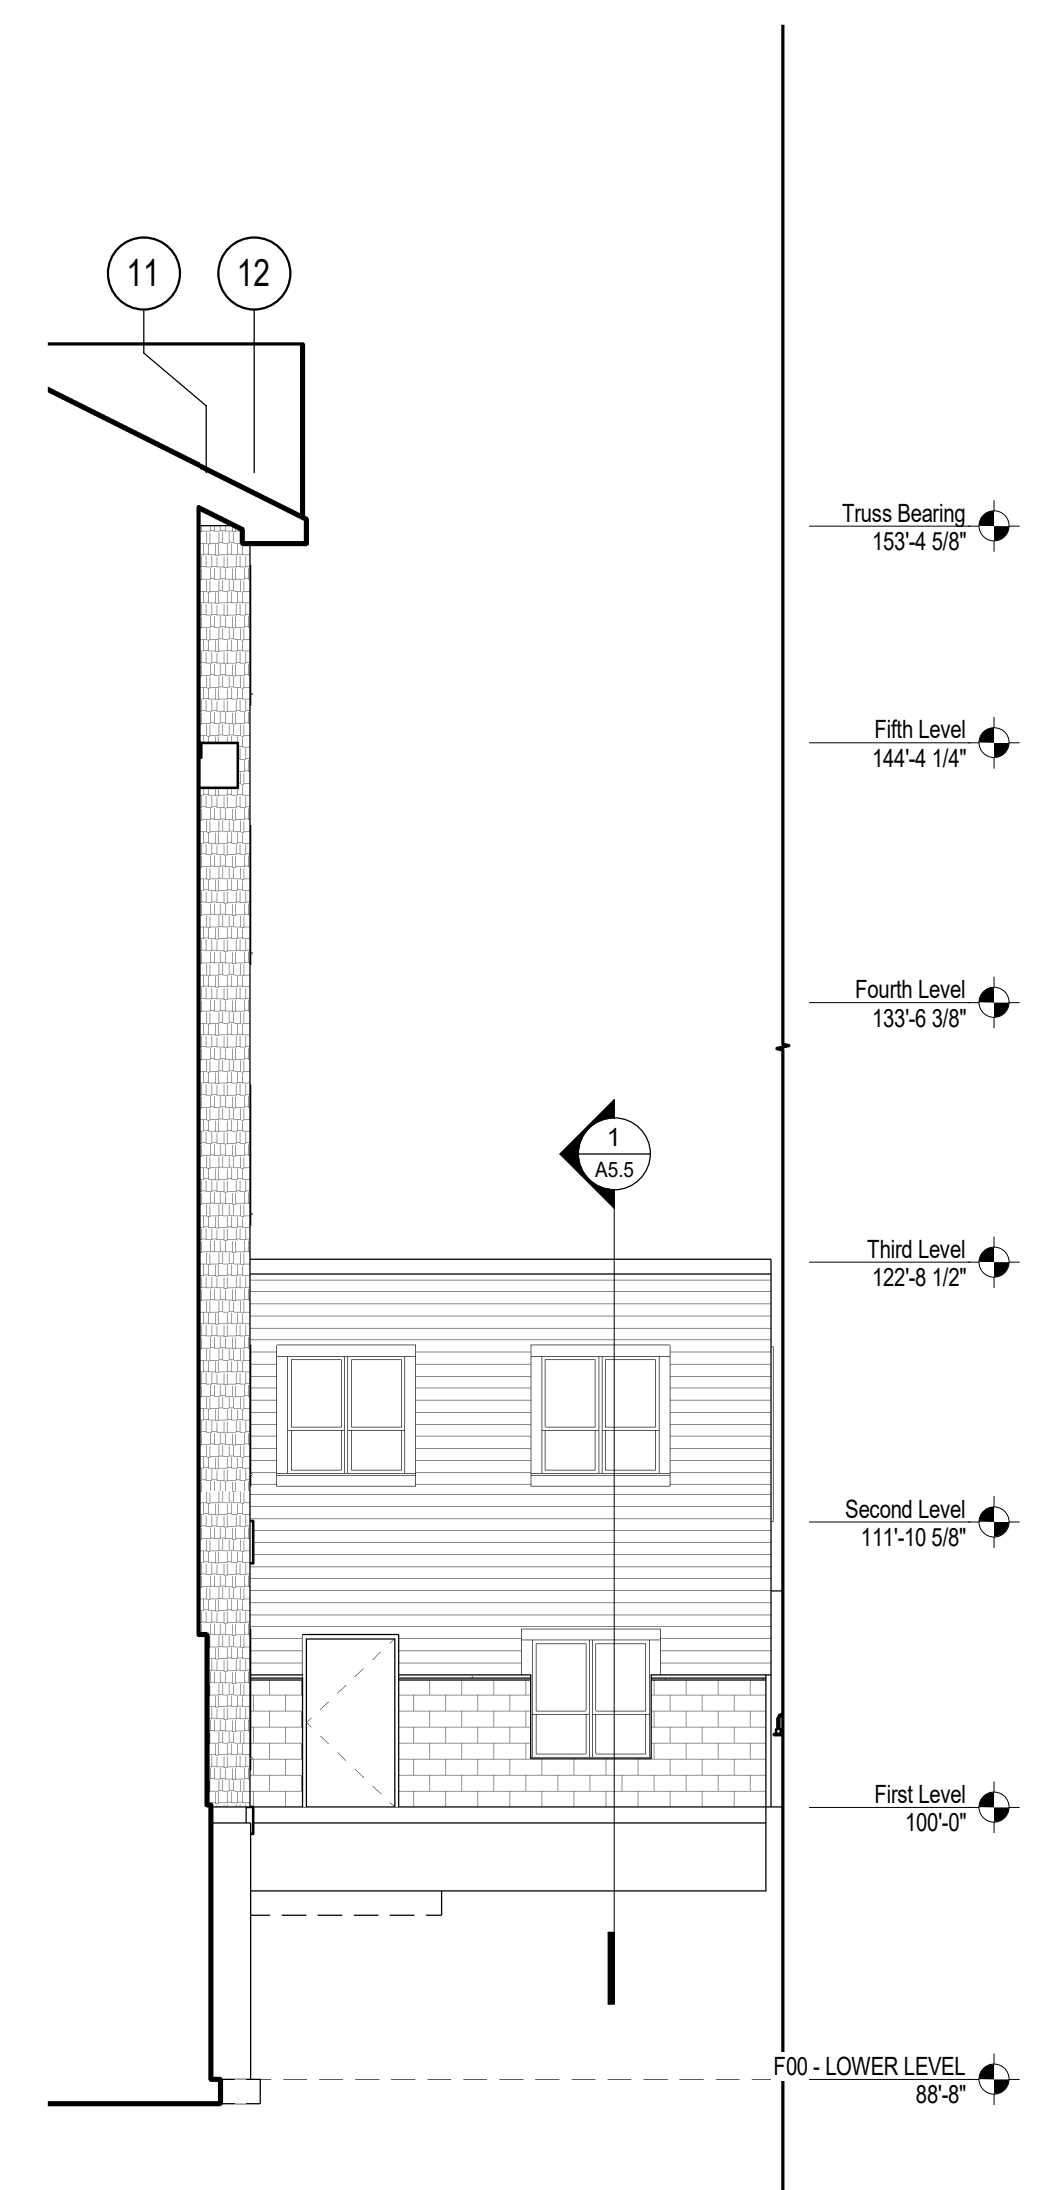 11
12
Truss Bearing
153'-4 5/8"
Fifth Level
144'-4 1/4"
Fourth Level
133'-6 3/8"
1
A5.5
Third Level
122'-8 1/2"
Second Level
111'-10 5/8"
First Level
100'-0"
F00 - LOWER LEVEL
88'-8"